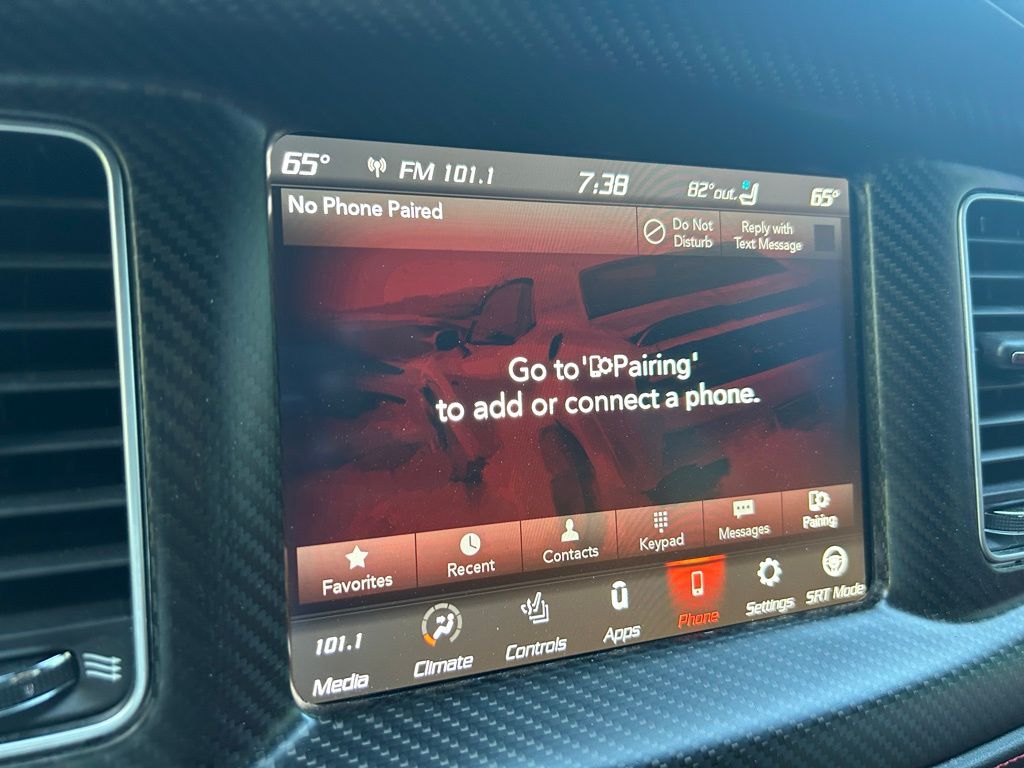 65° FM 101.1 7:38 82°out. 65°
No Phone Paired
Do Not
Disturb
Reply with
Text Message
Go to 'Pairing'
to add or connect a phone.
Favorites Recent Contacts Keypad Messages Pairing
101.1
Media Climate Controls Apps Phone Settings SRT Mode